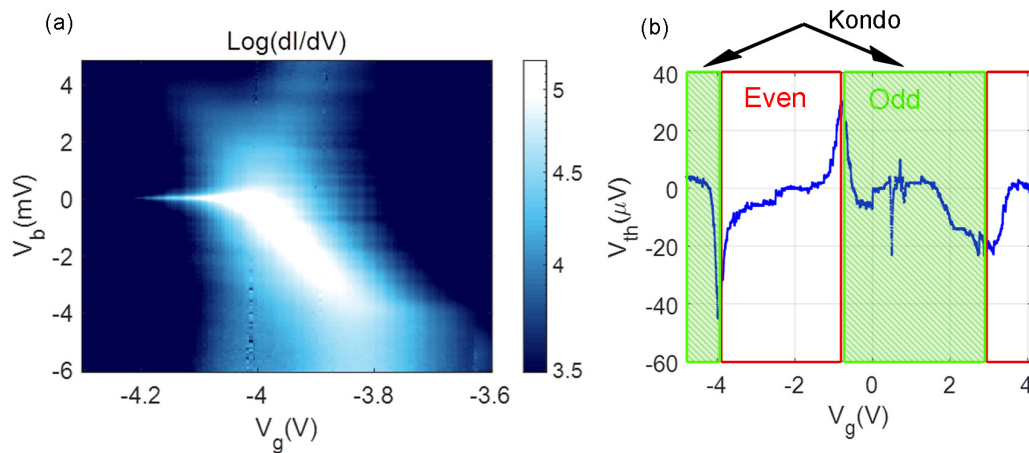 (a)
Log(dI/dV)
4
2
0
-2
-4
-6
V_b(mV)
-4.2
-4
-3.8
-3.6
V_g(V)
5
4.5
4
3.5
(b)
Kondo
Even
Odd
40
20
0
-20
-40
-60
V_th(μV)
-4
-2
0
2
4
V_g(V)